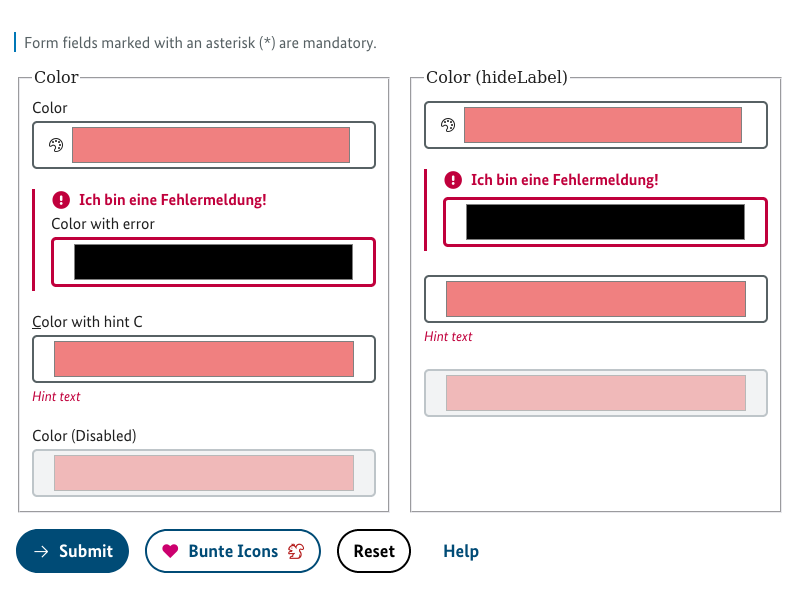 Form fields marked with an asterisk (*) are mandatory.
Color
Color
Ich bin eine Fehlermeldung!
Color with error
Color with hint C
Hint text
Color (Disabled)
Color (hideLabel)
Ich bin eine Fehlermeldung!
Hint text
Submit
Bunte Icons
Reset
Help